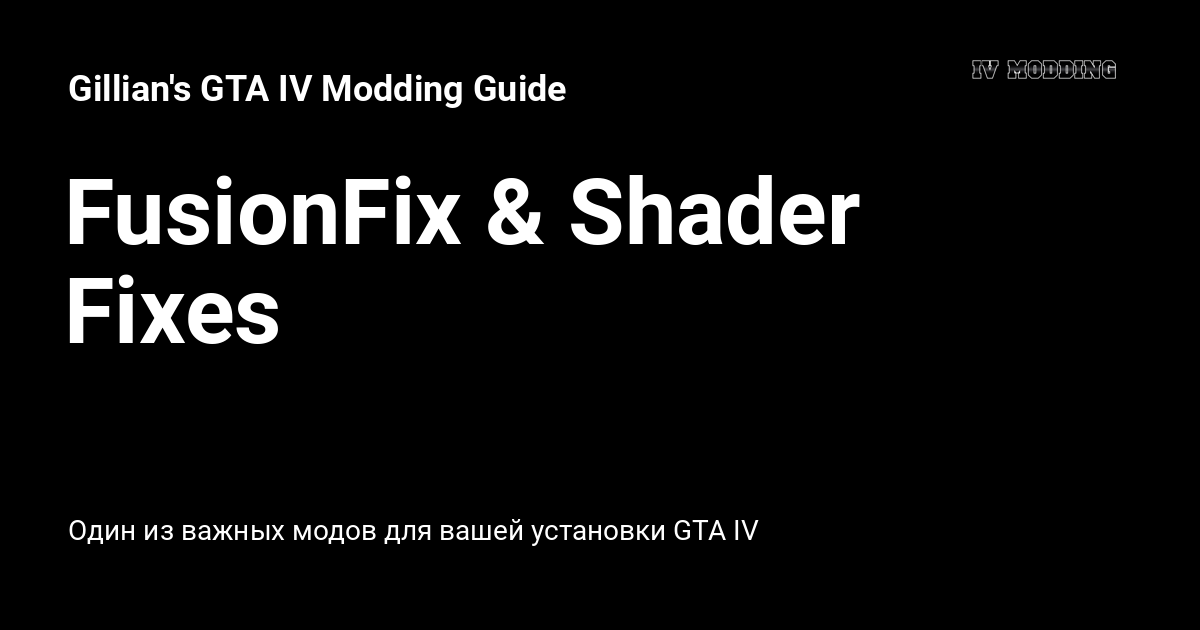 Gillian's GTA IV Modding Guide
IV MODDING
FusionFix & Shader
Fixes
Один из важных модов для вашей установки GTA IV